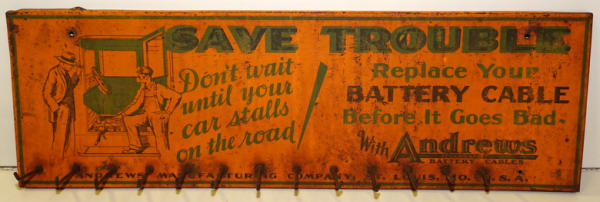 SAVE TROUBLE
Don't wait
until your
car stalls
on the road!
Replace Your
BATTERY CABLE
Before It Goes Bad.
With Andrews
BATTERY CABLES
ANDREWS MANUFACTURING COMPANY, ST. LOUIS, MO. U.S.A.